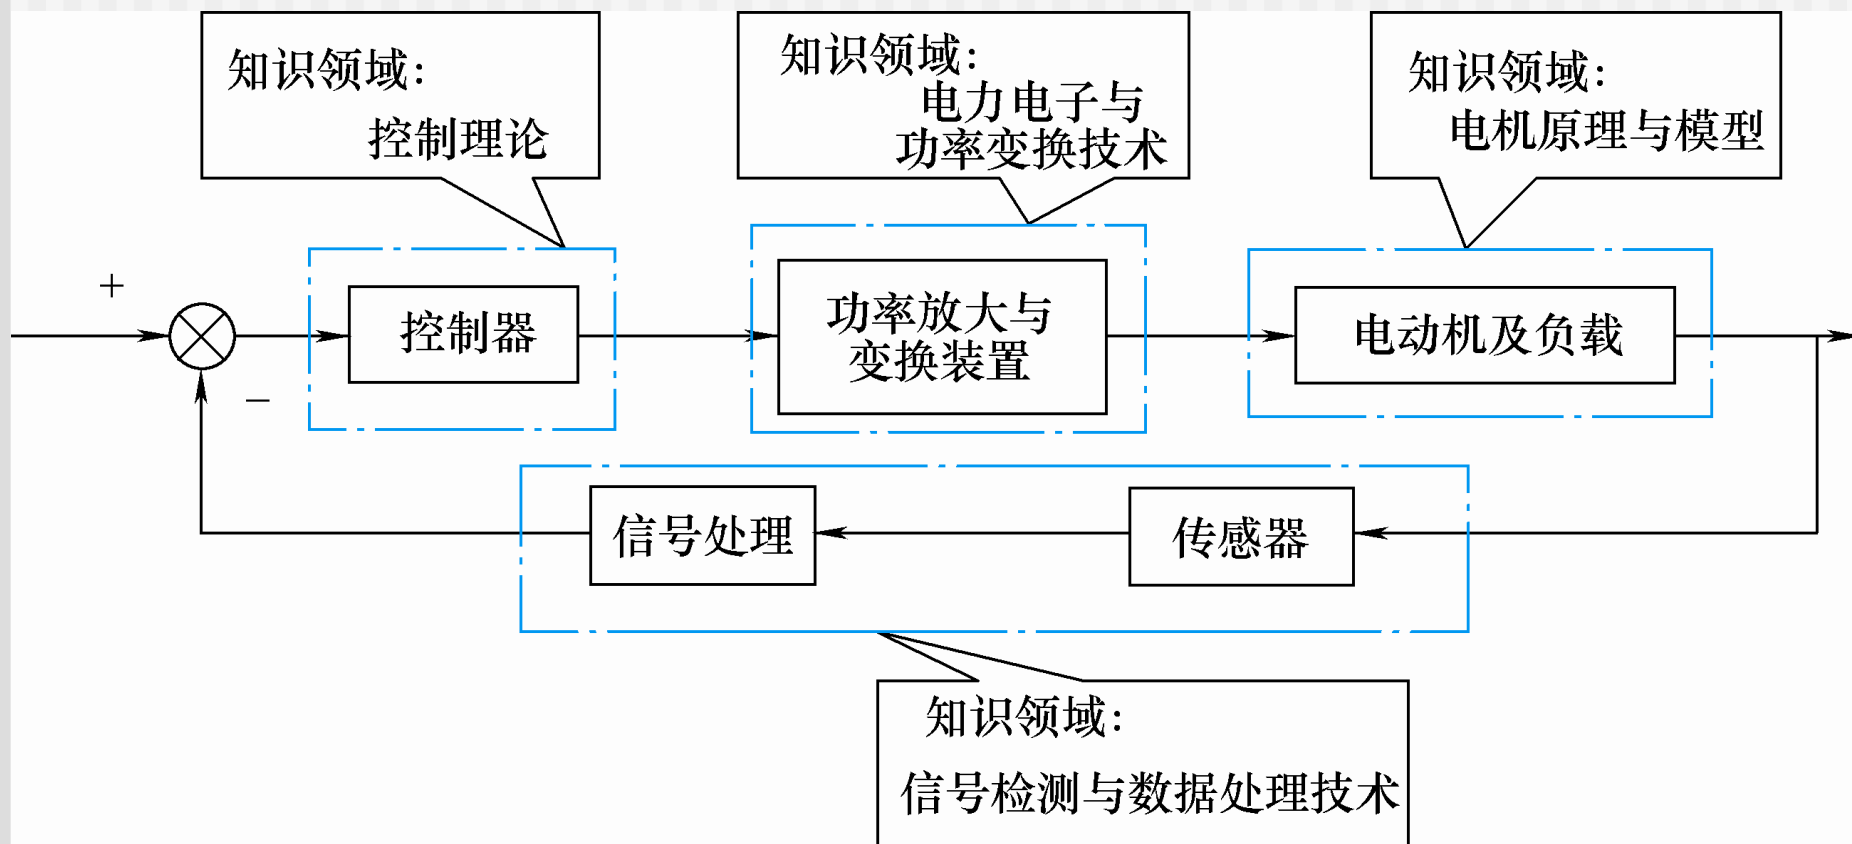 知识领域:
控制理论
知识领域:
电力电子与
功率变换技术
知识领域:
电机原理与模型
+
−
控制器
功率放大与
变换装置
电动机及负载
信号处理
传感器
知识领域:
信号检测与数据处理技术